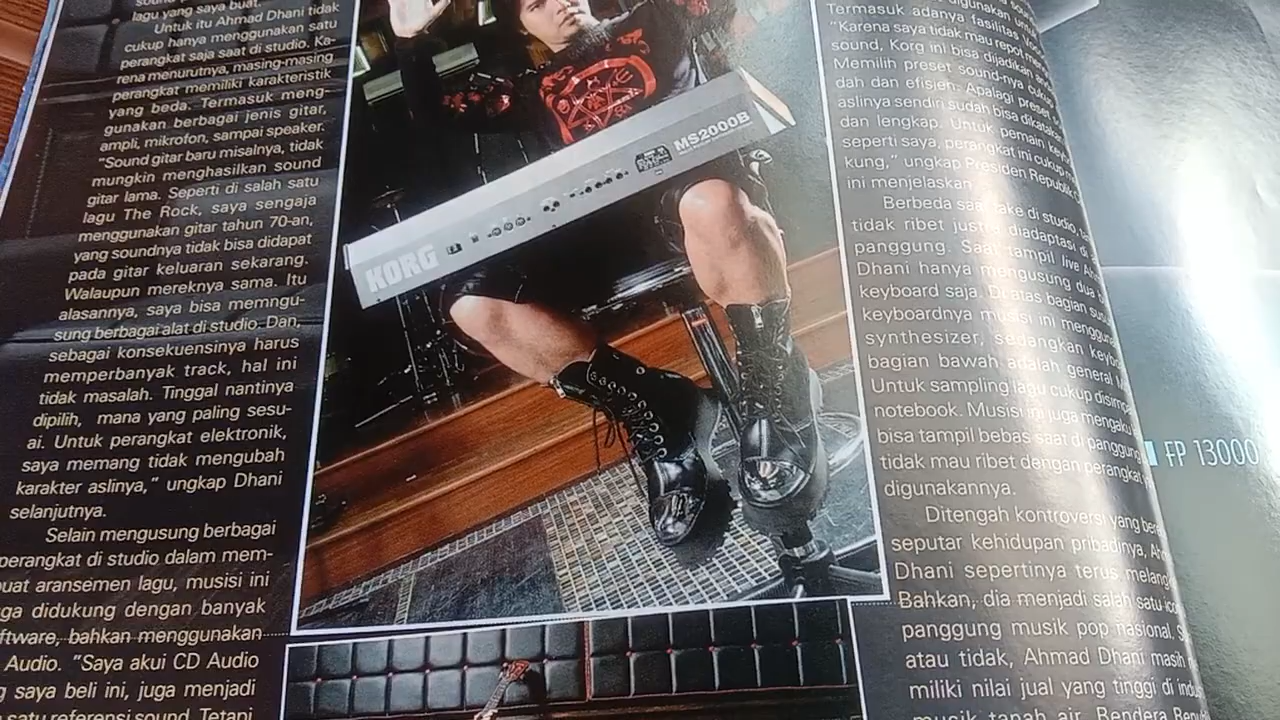 lagu yang saya buat.
Untuk itu Ahmad Dhani tidak
cukup hanya menggunakan satu
perangkat saja saat di studio. Ka-
rena menurutnya, masing-masing
perangkat memiliki karakteristik
yang beda. Termasuk meng-
gunakan berbagai jenis gitar,
ampli, mikrofon, sampai speaker.
"Sound gitar baru misalnya, tidak
mungkin menghasilkan sound
gitar lama. Seperti di salah satu
lagu The Rock, saya sengaja
menggunakan gitar tahun 70-an,
yang soundnya tidak bisa didapat
pada gitar keluaran sekarang.
Walaupun mereknya sama. Itu
alasannya, saya bisa memngu-
sung berbagai alat di studio. Dan,
sebagai konsekuensinya harus
memperbanyak track, hal ini
tidak masalah. Tinggal nantinya
dipilih, mana yang paling sesu-
ai. Untuk perangkat elektronik,
saya memang tidak mengubah
karakter aslinya," ungkap Dhani
selanjutnya.
Selain mengusung berbagai
perangkat di studio dalam mem-
uat aransemen lagu, musisi ini
ga didukung dengan banyak
ftware, bahkan menggunakan
Audio. "Saya akui CD Audio
g saya beli ini, juga menjadi
satu referensi sound. Tetapi
KORG
MS2000B
digunakan
Termasuk adanya fasilitas
"Karena saya tidak mau repot
sound, Korg ini bisa dijadikan
Memilih preset sound-nya cukup
dah dan efisjen. Apalagi preset
aslinya sendiri sudah bisa dikatakan
dan lengkap. Untuk pemain
seperti saya, perangkat ini cukup
kung," ungkap Presiden Republik
ini menjelaskan.
Berbeda saat take di studio,
tidak ribet justru diadaptasi di
panggung. Saat tampil live
Dhani hanya mengusung dua
keyboard saja. Di atas bagian
keyboardnya musisi ini
synthesizer, sedangkan
bagian bawah adalah general
Untuk sampling lagu cukup
notebook. Musisi ini juga
bisa tampil bebas saat di panggung
tidak mau ribet dengan
digunakannya.
Ditengah kontroversi yang
seputar kehidupan pribadinya,
Dhani sepertinya terus
Bahkan, dia menjadi salah satu
panggung musik pop nasional.
atau tidak, Ahmad Dhani masih
miliki nilai jual yang tinggi di
musik tanah air. Bendera
FP 13000